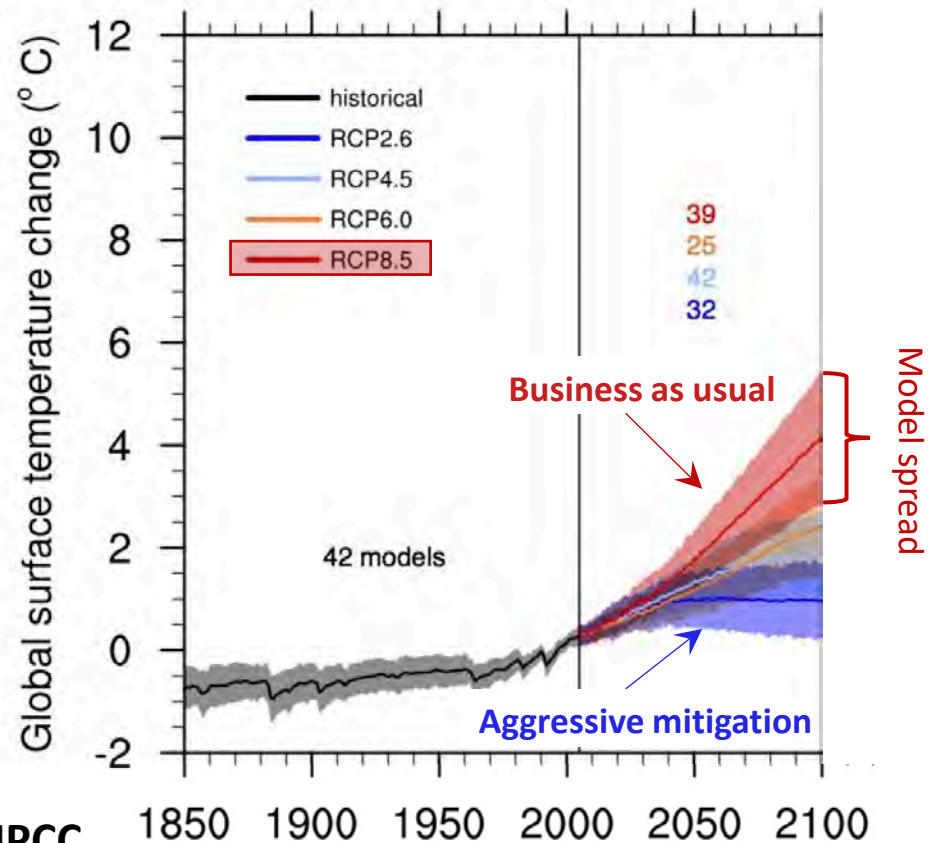 Global surface temperature change (° C)
12
10
8
6
4
2
0
-2
historical
RCP2.6
RCP4.5
RCP6.0
RCP8.5
39
25
42
32
Business as usual
Model spread
42 models
Aggressive mitigation
1850 1900 1950 2000 2050 2100
IPCC